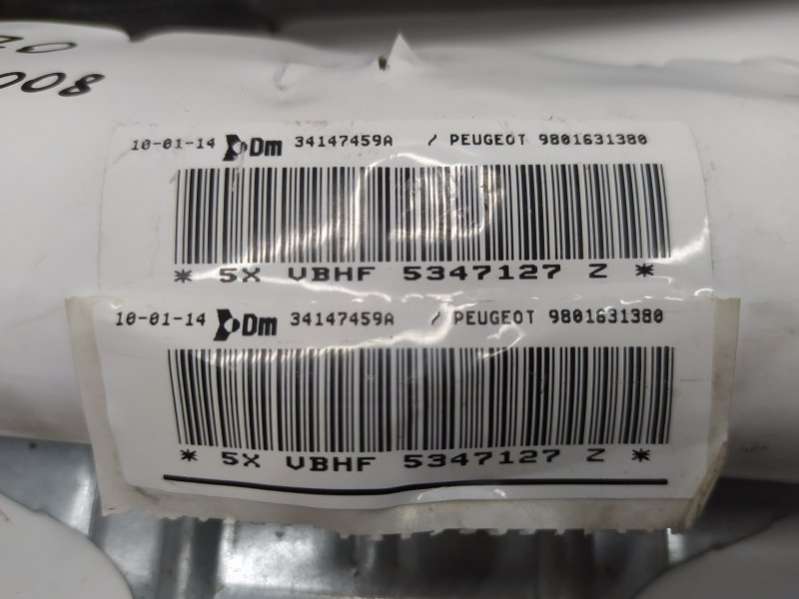 008
10-01-14 Dm 34147459A / PEUGEOT 9801631380
* 5X VBHF 5347127 Z *
10-01-14 Dm 34147459A / PEUGEOT 9801631380
* 5X VBHF 5347127 Z *